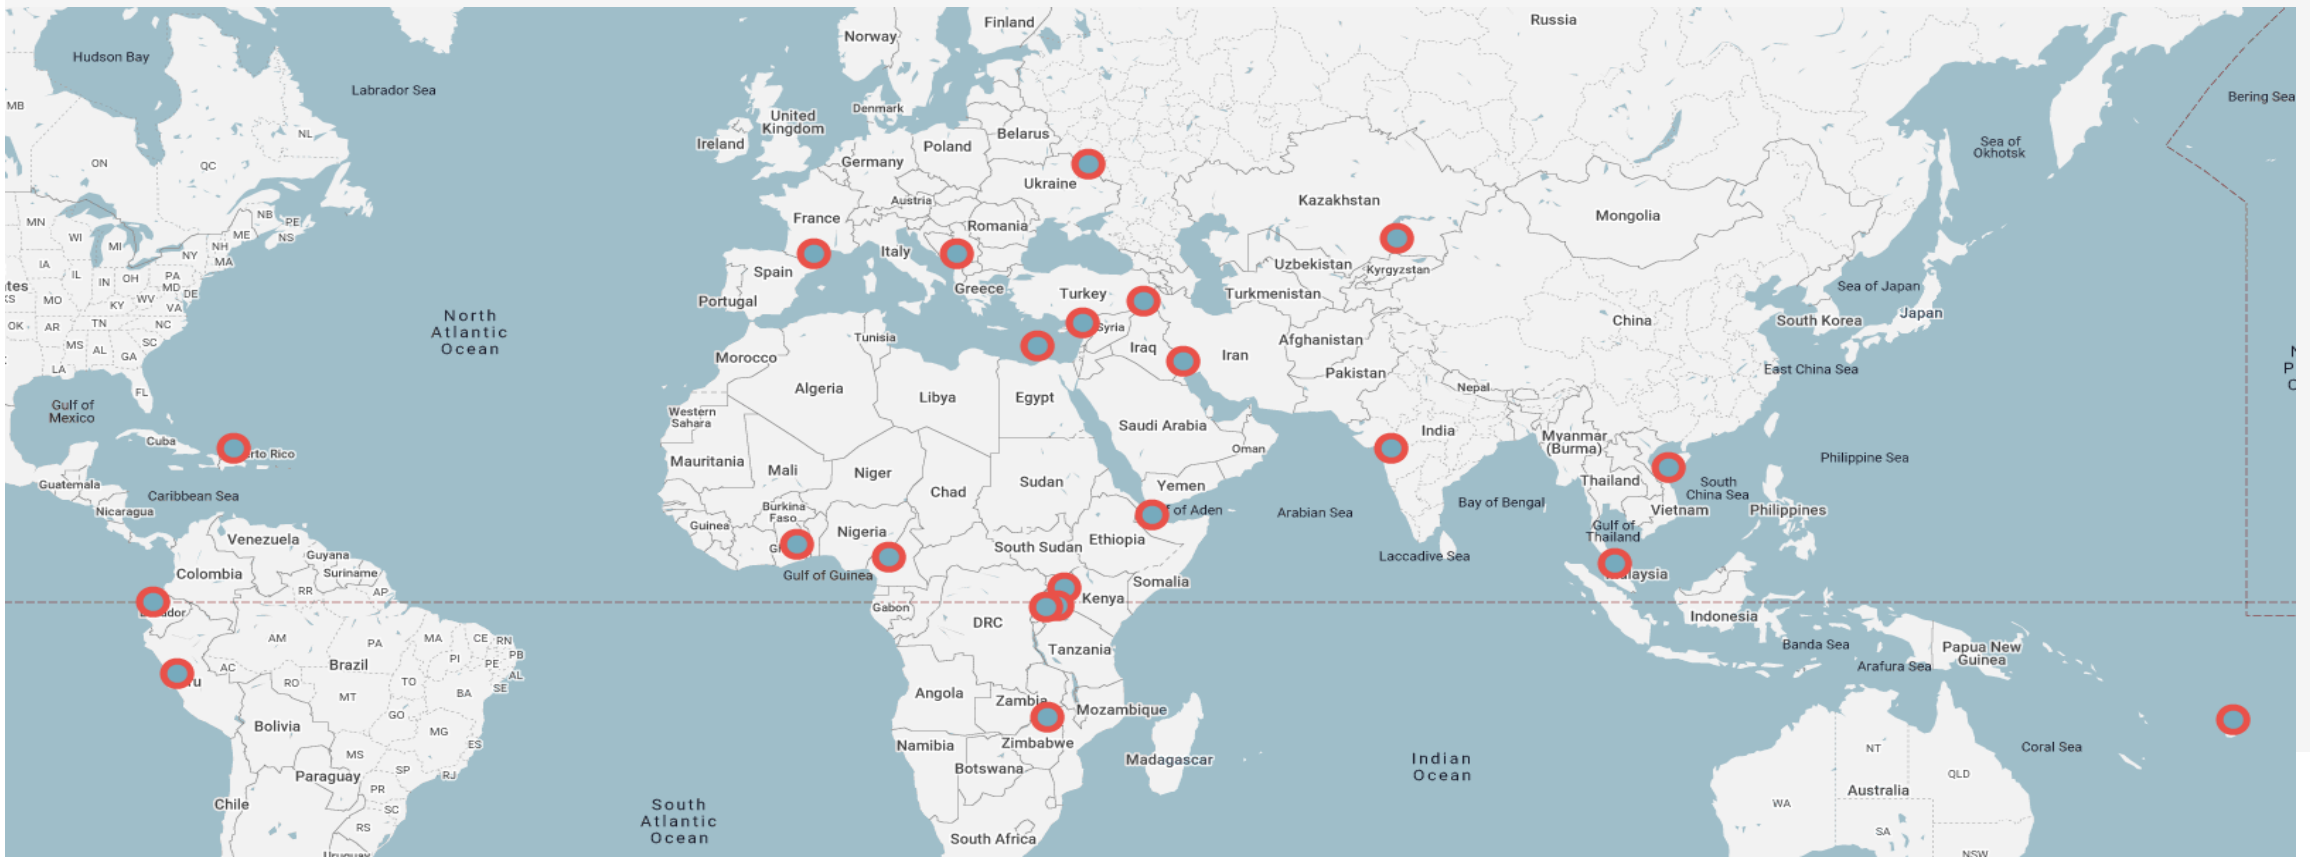 Hudson Bay
Labrador Sea
Norway
Finland
Russia
Bering Sea
MB
NL
ON
QC
United
Kingdom
Denmark
Ireland
Belarus
Poland
Germany
Ukraine
Sea of
Okhotsk
Austria
France
Romania
Kazakhstan
Mongolia
MN
WI
MI
NB
PE
ME
NS
NH
NY
MA
Italy
Spain
Greece
Portugal
Turkey
Uzbekistan
Kyrgyzstan
Turkmenistan
Sea of Japan
IA
IL
IN
OH
PA
MD
DE
tes
KS
MO
KY
WV
VA
OK
AR
TN
NC
MS
AL
GA
SC
LA
FL
North
Atlantic
Ocean
Tunisia
Syria
China
South Korea
Japan
Morocco
Iraq
Iran
Afghanistan
Pakistan
Nepal
East China Sea
Algeria
Libya
Egypt
Gulf of
Mexico
Western
Sahara
Saudi Arabia
India
Myanmar
(Burma)
Oman
Cuba
rto Rico
Mauritania
Mali
Niger
Philippine Sea
Guatemala
Caribbean Sea
Chad
Sudan
Yemen
Thailand
South
China Sea
Nicaragua
Burkina
Faso
Guinea
f of Aden
Arabian Sea
Bay of Bengal
Vietnam
Philippines
Venezuela
Nigeria
Ethiopia
Gulf of
Thailand
Guyana
South Sudan
Laccadive Sea
Colombia
Suriname
Gulf of Guinea
Somalia
laysia
RR
AP
Gabon
Kenya
ador
DRC
Indonesia
AM
PA
MA
CE
RN
PB
PI
PE
AL
SE
Tanzania
Banda Sea
Papua New
Guinea
Arafura Sea
AC
Brazil
TO
BA
ru
RO
MT
Angola
Zambia
Mozambique
GO
MG
Bolivia
ES
Namibia
Zimbabwe
Coral Sea
MS
SP
RJ
Botswana
Madagascar
Indian
Ocean
NT
QLD
Paraguay
PR
SC
Chile
RS
South
Atlantic
Ocean
WA
Australia
SA
South Africa
Uruguay
NSW